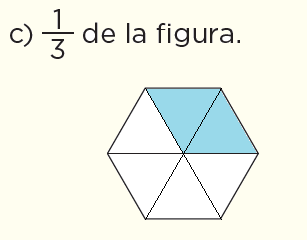 c) 1/3 de la figura.